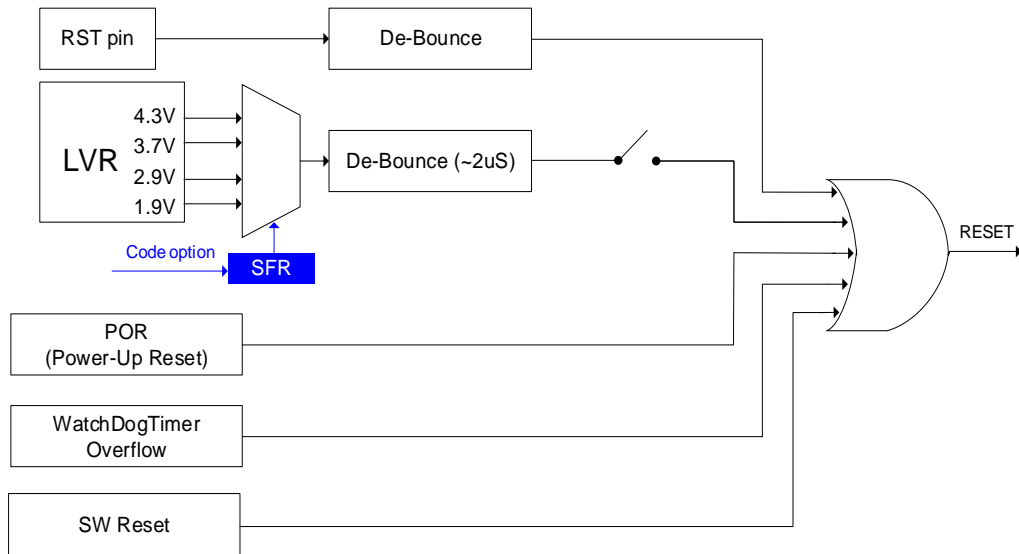 RST pin
De-Bounce
LVR
4.3V
3.7V
2.9V
1.9V
De-Bounce (~2uS)
Code option
SFR
RESET
POR
(Power-Up Reset)
WatchDogTimer
Overflow
SW Reset